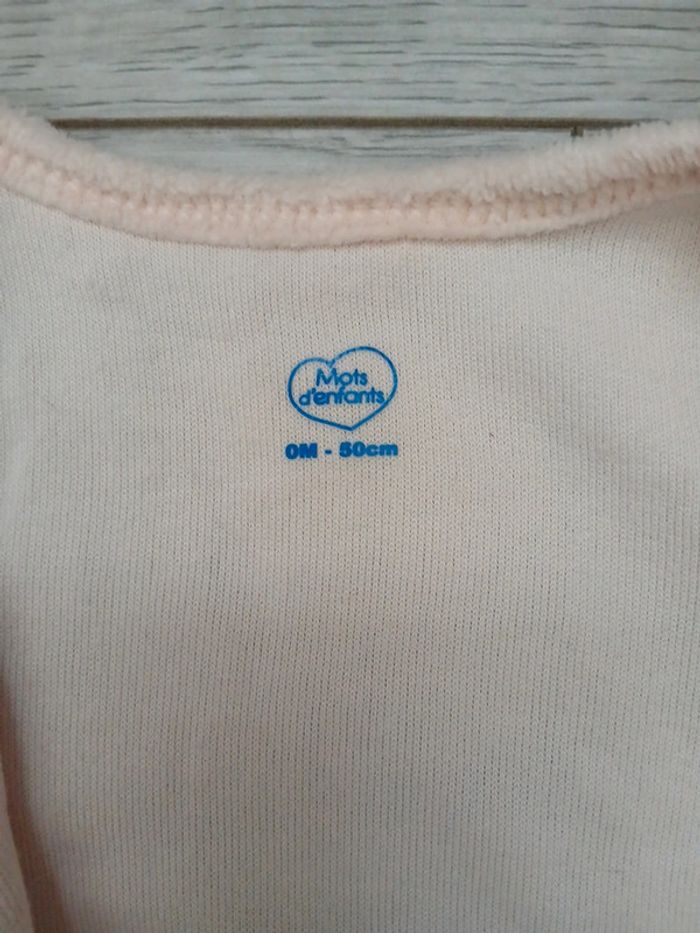 Mots
d'enfants
0M - 50cm